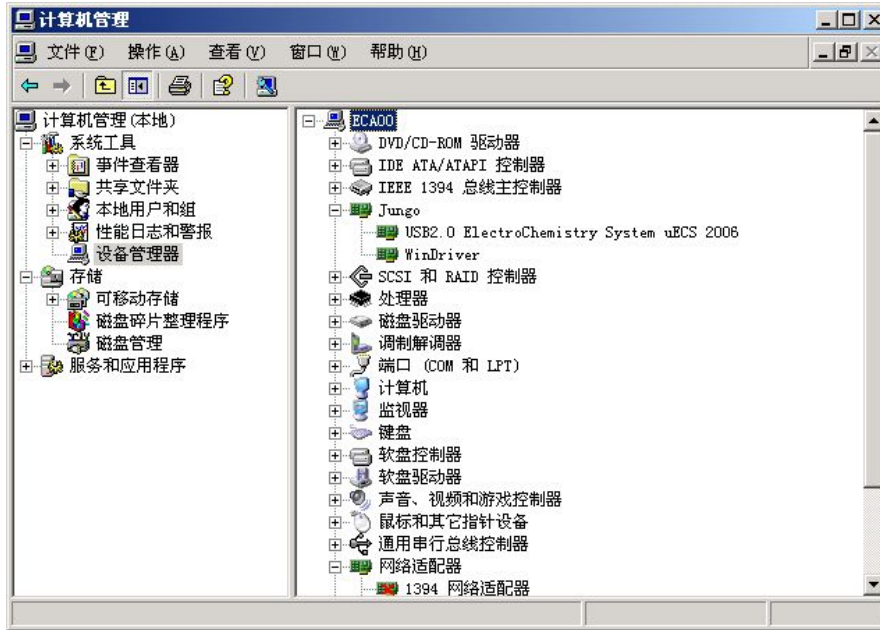 计算机管理
文件(F) 操作(A) 查看(V) 窗口(W) 帮助(H)
计算机管理(本地)
系统工具
事件查看器
共享文件夹
本地用户和组
性能日志和警报
设备管理器
存储
可移动存储
磁盘碎片整理程序
磁盘管理
服务和应用程序
ECA00
DVD/CD-ROM 驱动器
IDE ATA/ATAPI 控制器
IEEE 1394 总线主控制器
Jungo
USB2.0 ElectroChemistry System uECS 2006
WinDriver
SCSI 和 RAID 控制器
处理器
磁盘驱动器
调制解调器
端口 (COM 和 LPT)
计算机
监视器
键盘
软盘控制器
软盘驱动器
声音、视频和游戏控制器
鼠标和其它指针设备
通用串行总线控制器
网络适配器
1394 网络适配器